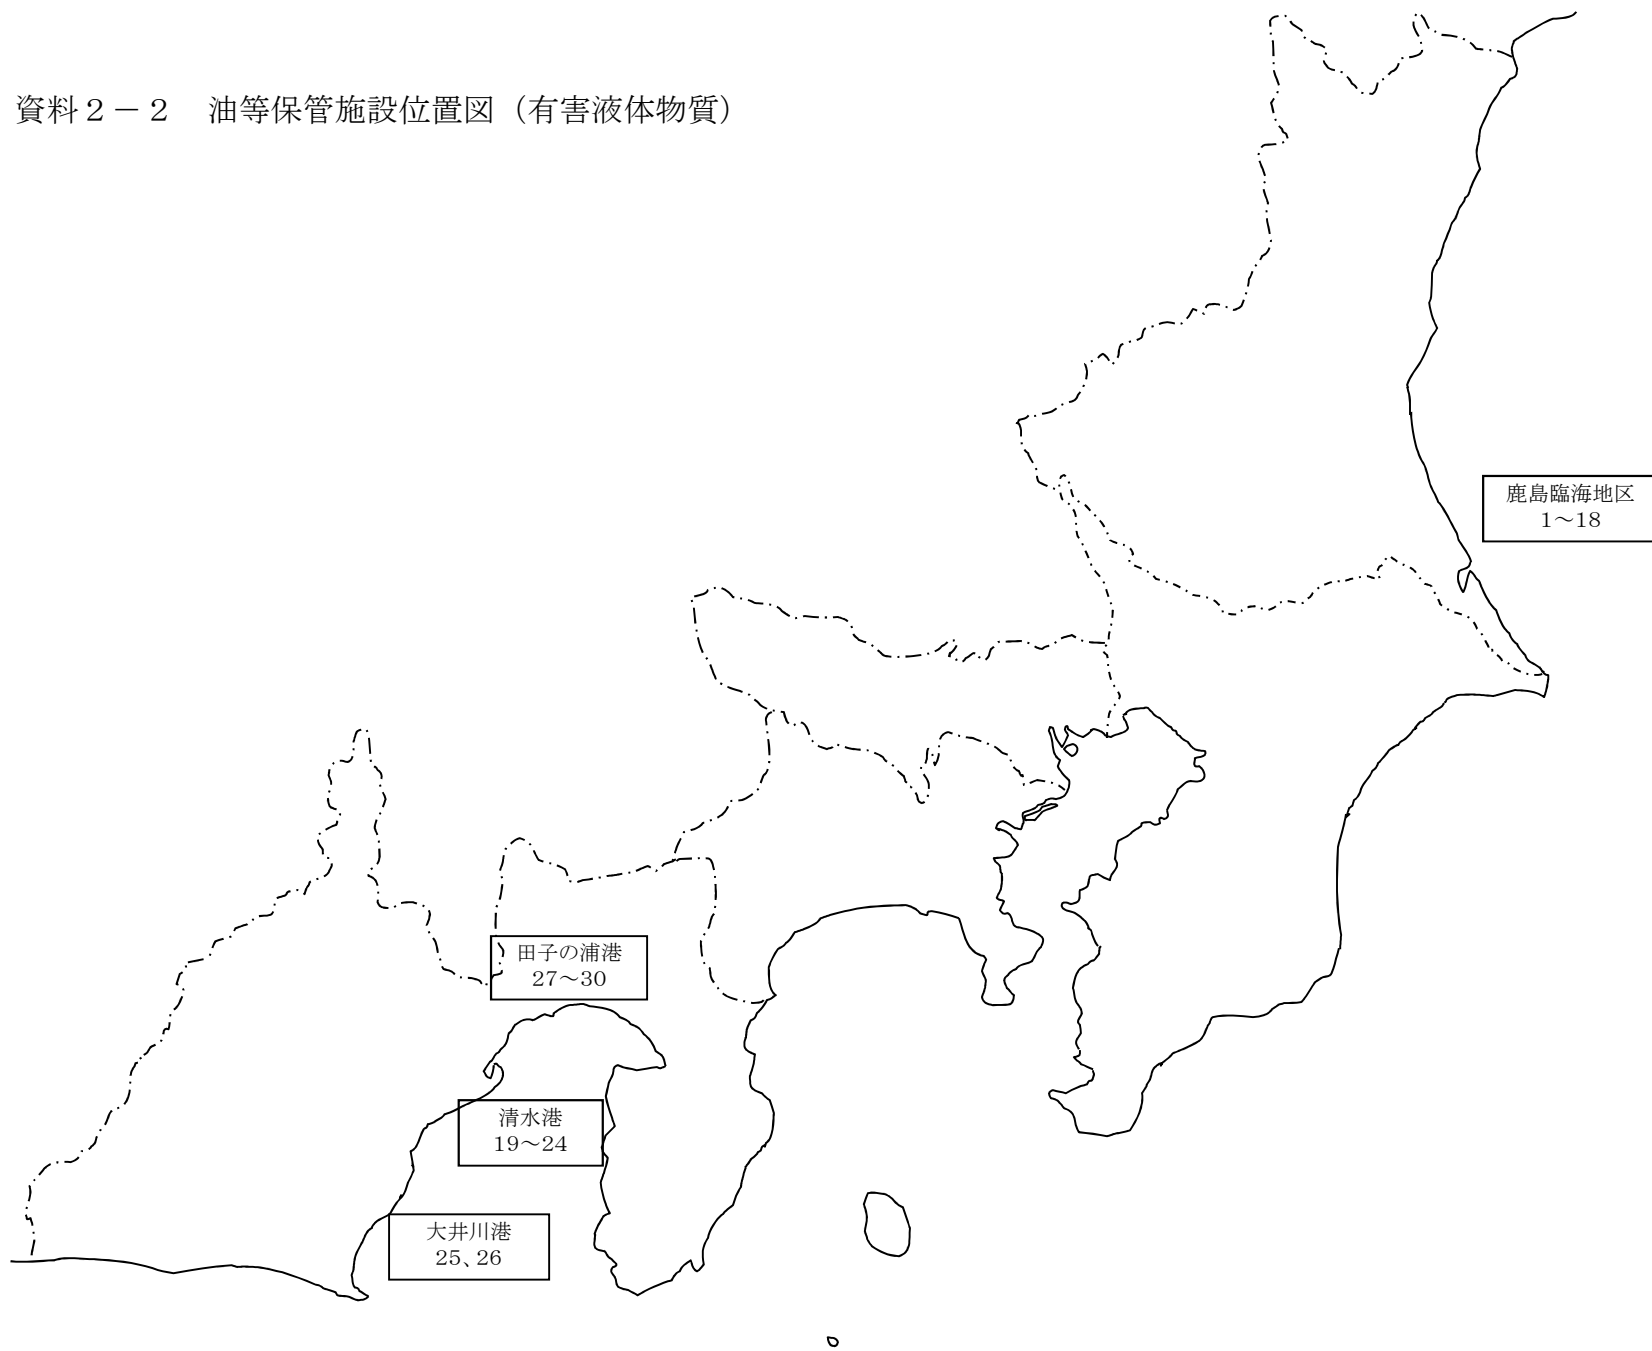 資料２－２　油等保管施設位置図（有害液体物質）
鹿島臨海地区
1～18
田子の浦港
27～30
清水港
19～24
大井川港
25、26